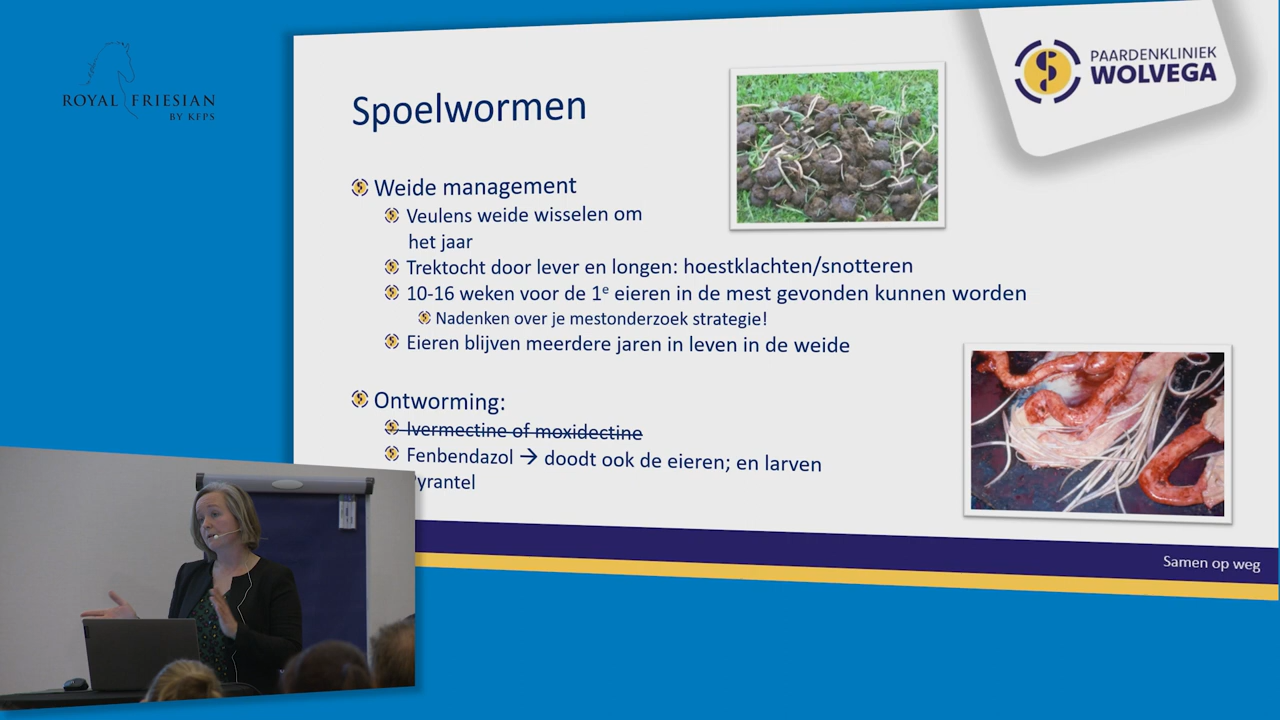 ROYAL FRIESIAN
BY KFPS
PAARDENKLINIEK
WOLVEGA
Spoelwormen
Weide management
Veulens weide wisselen om
het jaar
Trektocht door lever en longen: hoestklachten/snotteren
10-16 weken voor de 1e eieren in de mest gevonden kunnen worden
Nadenken over je mestonderzoek strategie!
Eieren blijven meerdere jaren in leven in de weide
Ontworming:
Ivermectine of moxidectine
Fenbendazol → doodt ook de eieren; en larven
yrantel
Samen op weg